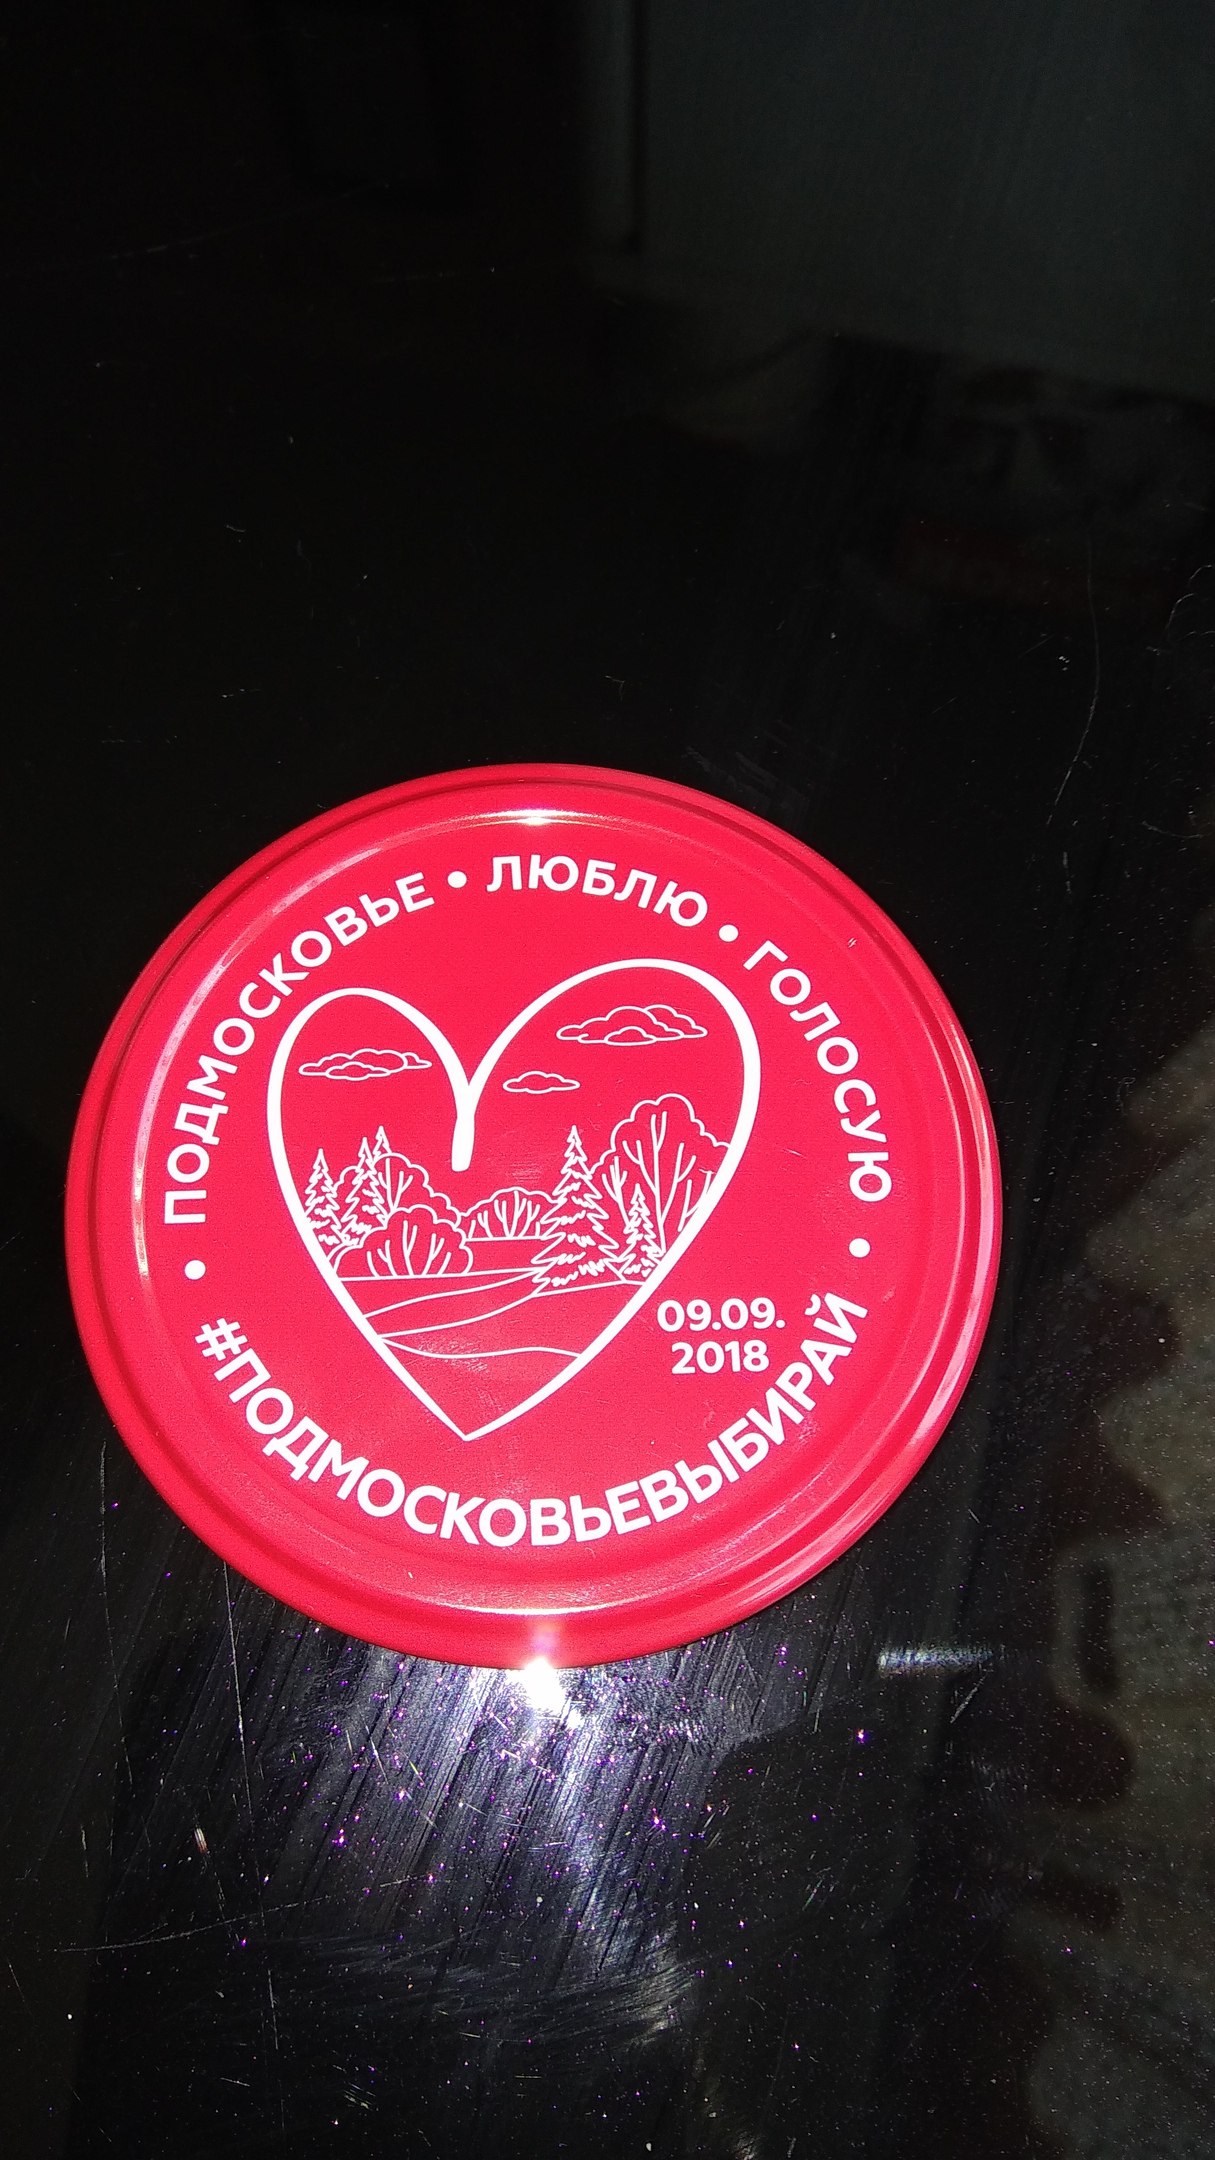 • ПОДМОСКОВЬЕ • ЛЮБЛЮ • ГОЛОСУЮ •
09.09.
2018
#ПОДМОСКОВЬЕВЫБИРАЙ